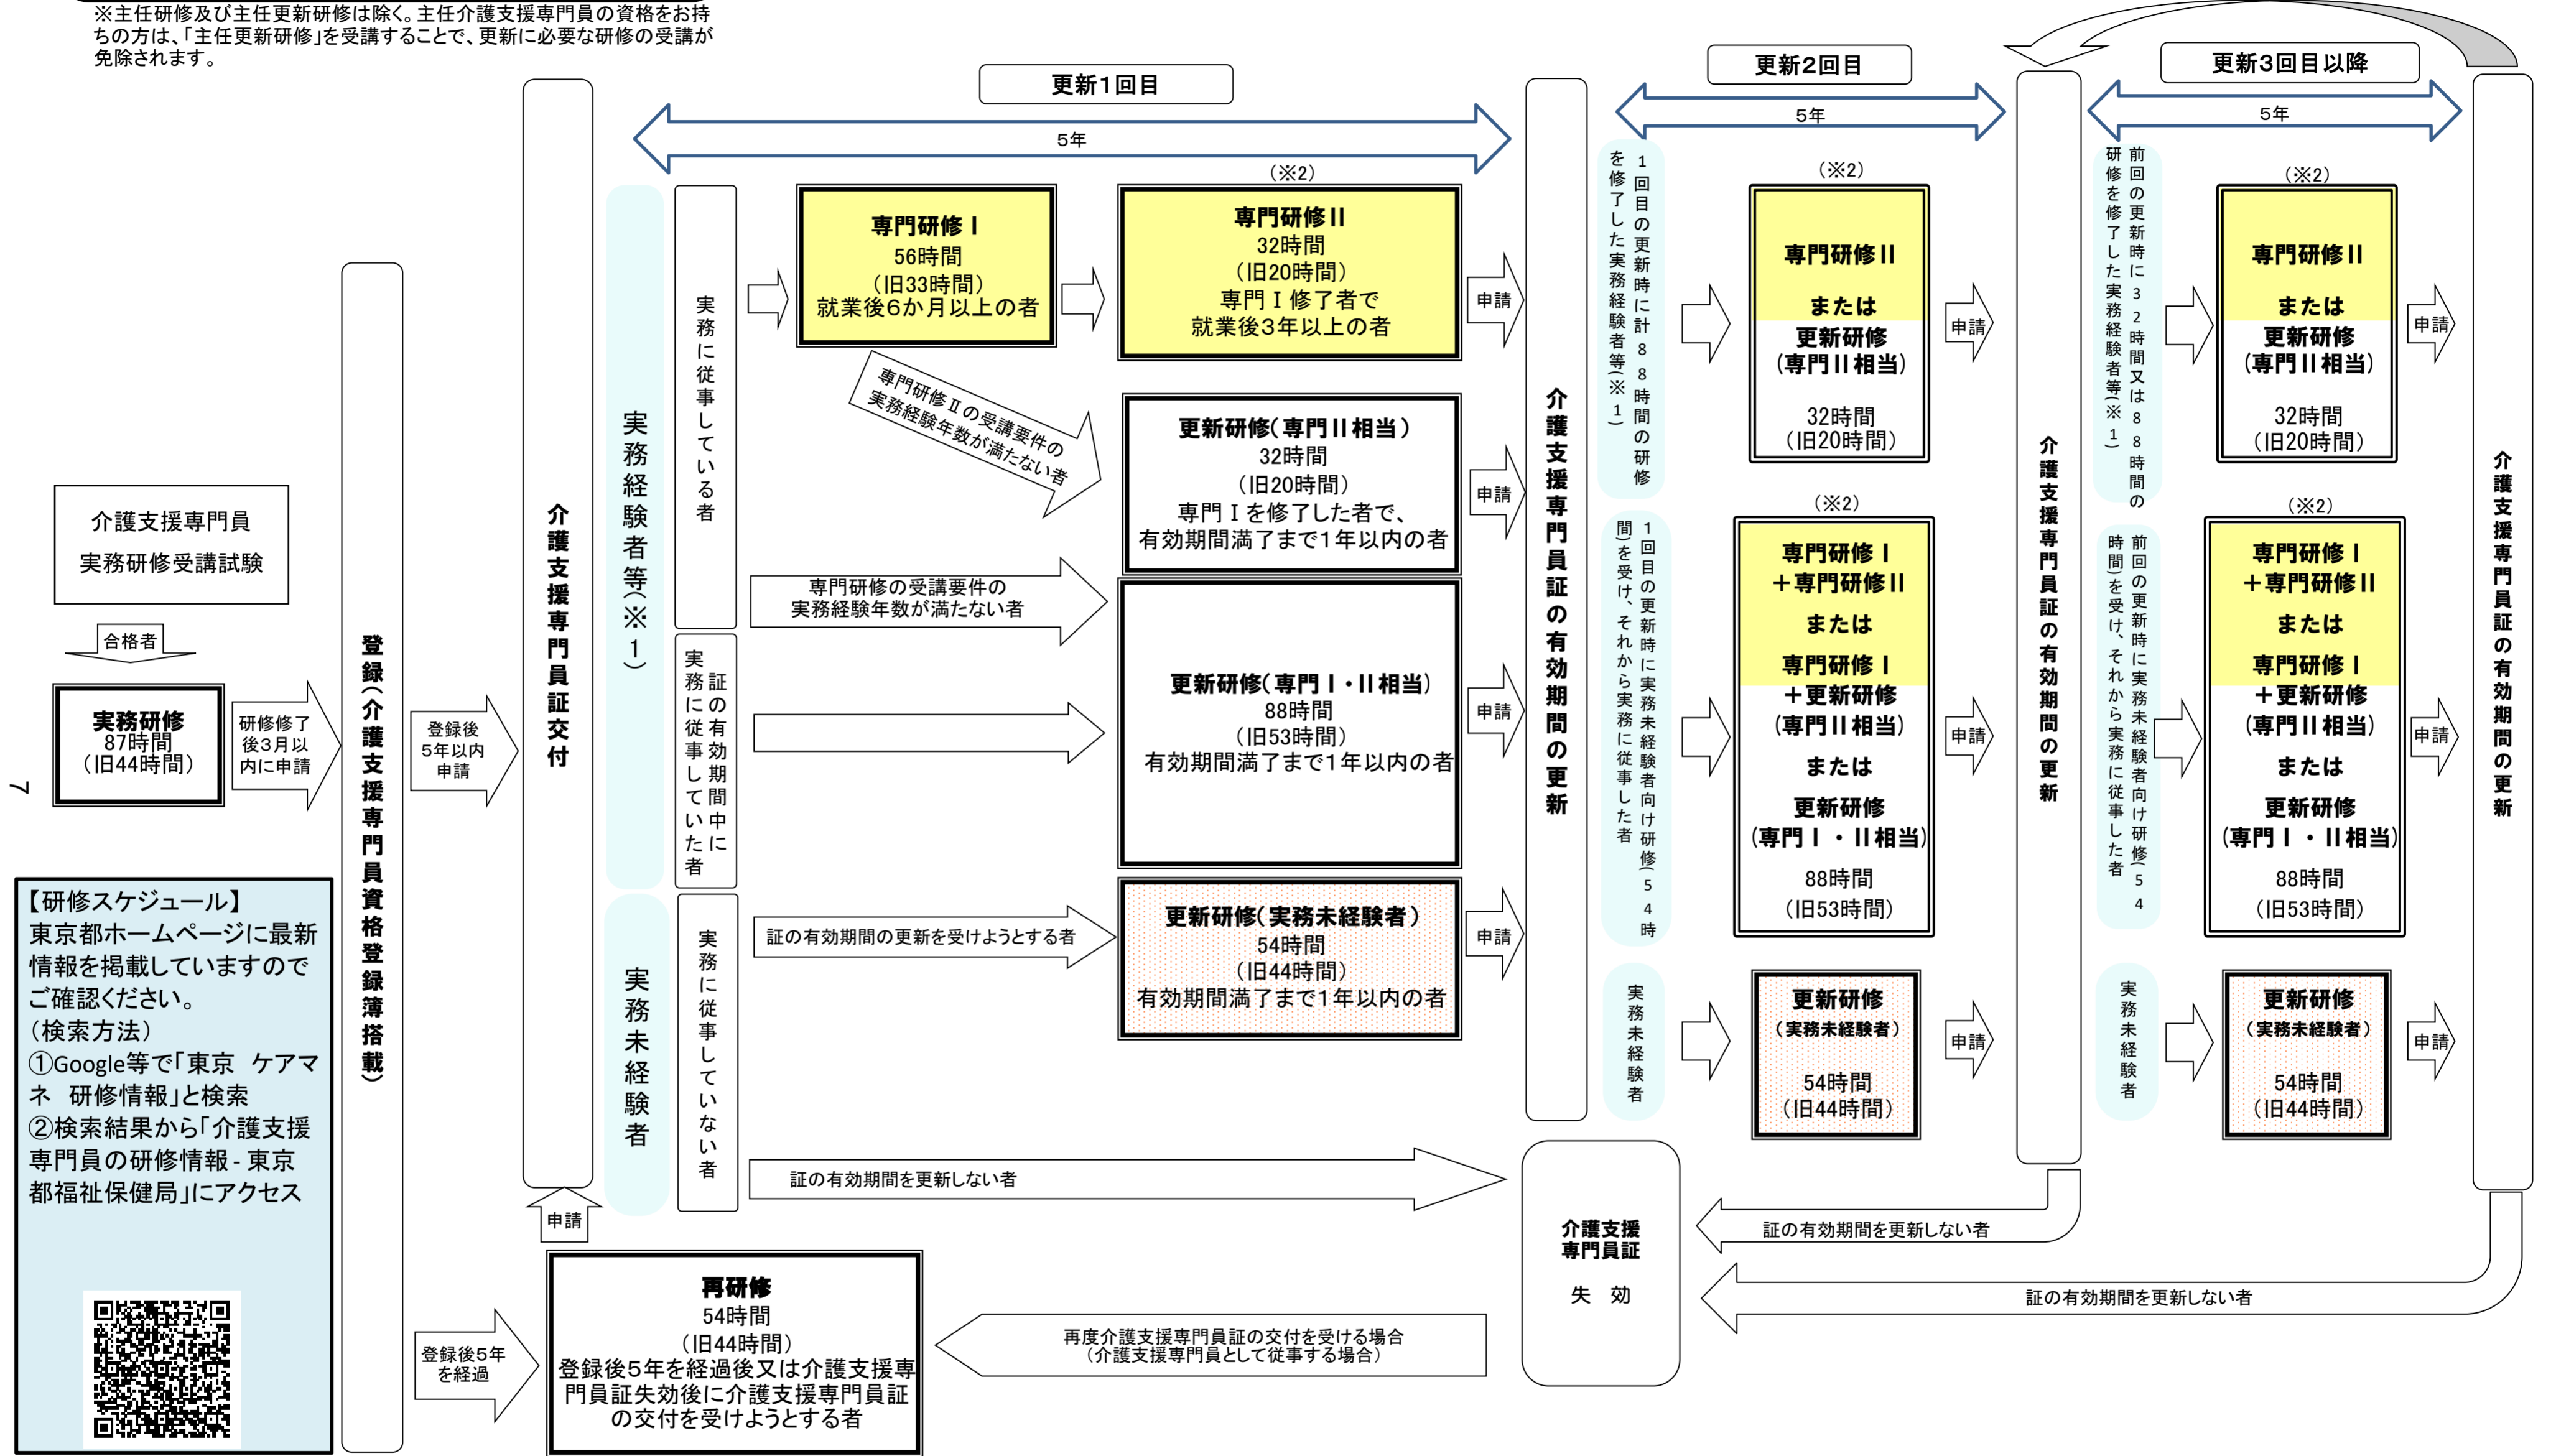 ※主任研修及び主任更新研修は除く。主任介護支援専門員の資格をお持
ちの方は、「主任更新研修」を受講することで、更新に必要な研修の受講が
免除されます。
介護支援専門員
実務研修受講試験
合格者
実務研修
87時間
（旧44時間）
研修修了
後3月以
内に申請
登録（介護支援専門員資格登録簿搭載）
登録後
5年以内
申請
介護支援専門員証交付
更新1回目
5年
実務経験者等（※1）
実務に従事している者
専門研修Ⅰ
56時間
（旧33時間）
就業後6か月以上の者
（※2）
専門研修Ⅱ
32時間
（旧20時間）
専門Ⅰ修了者で
就業後3年以上の者
申請
専門研修Ⅱの受講要件の
実務経験年数が満たない者
更新研修（専門Ⅱ相当）
32時間
（旧20時間）
専門Ⅰを修了した者で、
有効期間満了まで1年以内の者
申請
専門研修の受講要件の
実務経験年数が満たない者
証の有効期間中に
実務に従事していた者
更新研修（専門Ⅰ・Ⅱ相当）
88時間
（旧53時間）
有効期間満了まで1年以内の者
申請
実務未経験者
実務に従事していない者
証の有効期間の更新を受けようとする者
更新研修（実務未経験者）
54時間
（旧44時間）
有効期間満了まで1年以内の者
申請
証の有効期間を更新しない者
介護支援専門員証の有効期間の更新
更新2回目
5年
1回目の更新時に計88時間の研修
を修了した実務経験者等（※1）
（※2）
専門研修Ⅱ
または
更新研修
（専門Ⅱ相当）
32時間
（旧20時間）
申請
1回目の更新時に実務未経験者向け研修（54時
間）を受け、それから実務に従事した者
（※2）
専門研修Ⅰ
＋専門研修Ⅱ
または
専門研修Ⅰ
＋更新研修
（専門Ⅱ相当）
または
更新研修
（専門Ⅰ・Ⅱ相当）
88時間
（旧53時間）
申請
実務未経験者
更新研修
（実務未経験者）
54時間
（旧44時間）
申請
介護支援専門員証の有効期間の更新
更新3回目以降
5年
前回の更新時に32時間又は88時間の
研修を修了した実務経験者等（※1）
（※2）
専門研修Ⅱ
または
更新研修
（専門Ⅱ相当）
32時間
（旧20時間）
申請
前回の更新時に実務未経験者向け研修（54
時間）を受け、それから実務に従事した者
（※2）
専門研修Ⅰ
＋専門研修Ⅱ
または
専門研修Ⅰ
＋更新研修
（専門Ⅱ相当）
または
更新研修
（専門Ⅰ・Ⅱ相当）
88時間
（旧53時間）
申請
実務未経験者
更新研修
（実務未経験者）
54時間
（旧44時間）
申請
介護支援専門員証の有効期間の更新
証の有効期間を更新しない者
証の有効期間を更新しない者
介護支援
専門員証
失　効
再度介護支援専門員証の交付を受ける場合
（介護支援専門員として従事する場合）
登録後5年
を経過
再研修
54時間
（旧44時間）
登録後5年を経過後又は介護支援専
門員証失効後に介護支援専門員証
の交付を受けようとする者
申請
【研修スケジュール】
東京都ホームページに最新
情報を掲載していますので
ご確認ください。
（検索方法）
①Google等で「東京　ケアマ
ネ　研修情報」と検索
②検索結果から「介護支援
専門員の研修情報 - 東京
都福祉保健局」にアクセス
7